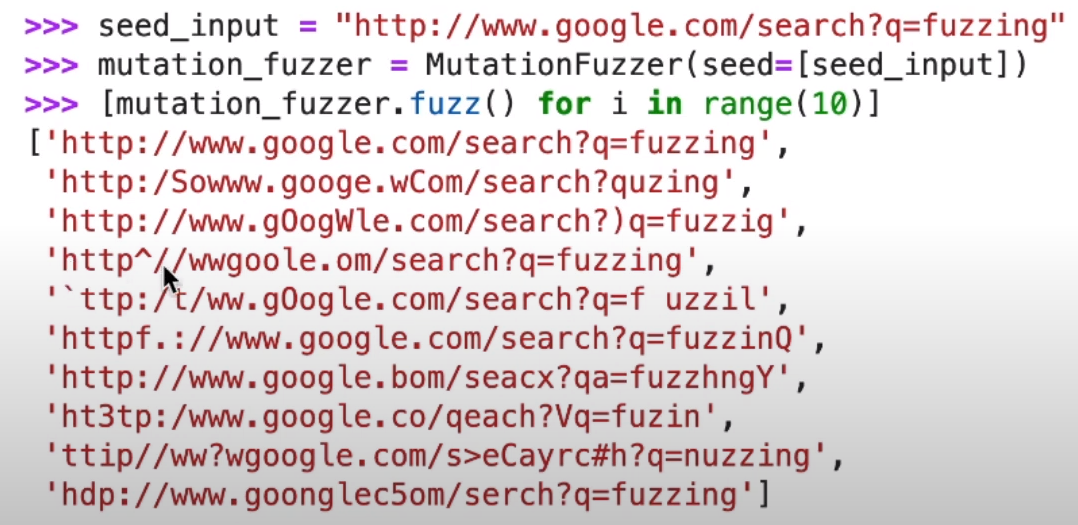 >>> seed_input = "http://www.google.com/search?q=fuzzing"
>>> mutation_fuzzer = MutationFuzzer(seed=[seed_input])
>>> [mutation_fuzzer.fuzz() for i in range(10)]
['http://www.google.com/search?q=fuzzing',
'http:/Sowww.googe.wCom/search?quzing',
'http://www.gOogWle.com/search?)q=fuzzig',
'http^//wwgoole.om/search?q=fuzzing',
'`ttp:/t/ww.gOogle.com/search?q=f uzzil',
'httpf.://www.google.com/search?q=fuzzinQ',
'http://www.google.bom/seacx?qa=fuzzhngY',
'ht3tp:/www.google.co/qeach?Vq=fuzin',
'ttip//ww?wgoogle.com/s>eCayrc#h?q=nuzzing',
'hdp://www.goonglec5om/serch?q=fuzzing']